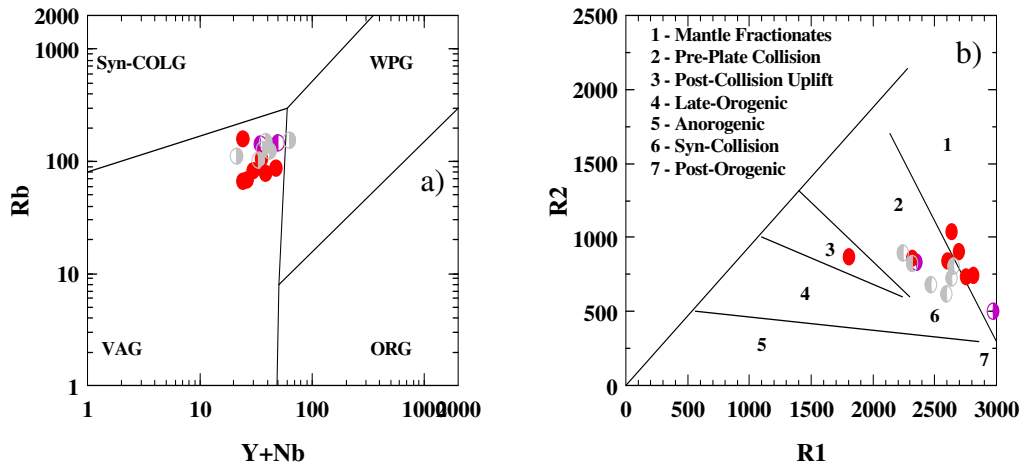 2000
1000
100
10
1
Rb
Syn-COLG
WPG
VAG
ORG
a)
1
10
100
1000
2000
Y+Nb
2500
2000
1500
1000
500
0
R2
1 - Mantle Fractionates
2 - Pre-Plate Collision
3 - Post-Collision Uplift
4 - Late-Orogenic
5 - Anorogenic
6 - Syn-Collision
7 - Post-Orogenic
b)
1
2
3
4
6
5
7
0
500
1000
1500
2000
2500
3000
R1